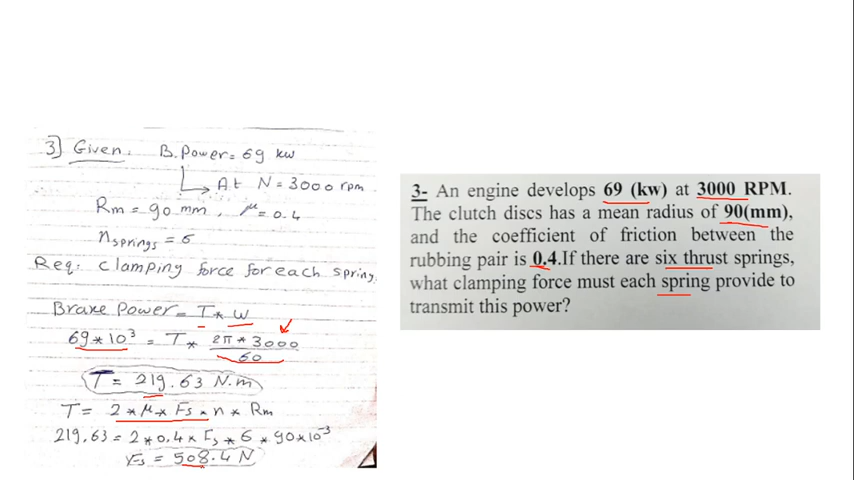 3) Given:  B.Power = 69 kw
At N = 3000 rpm
Rm = 90 mm , μ = 0.4
n springs = 6
Req: Clamping force for each spring
Brake Power = T * W
69 * 10³ = T * 2π * 3000 / 60
T = 219.63 N.m
T = 2 * μ * Fs * n * Rm
219.63 = 2 * 0.4 * Fs * 6 * 90 * 10⁻³
Fs = 508.4 N
3- An engine develops 69 (kw) at 3000 RPM.
The clutch discs has a mean radius of 90(mm),
and the coefficient of friction between the
rubbing pair is 0.4.If there are six thrust springs,
what clamping force must each spring provide to
transmit this power?